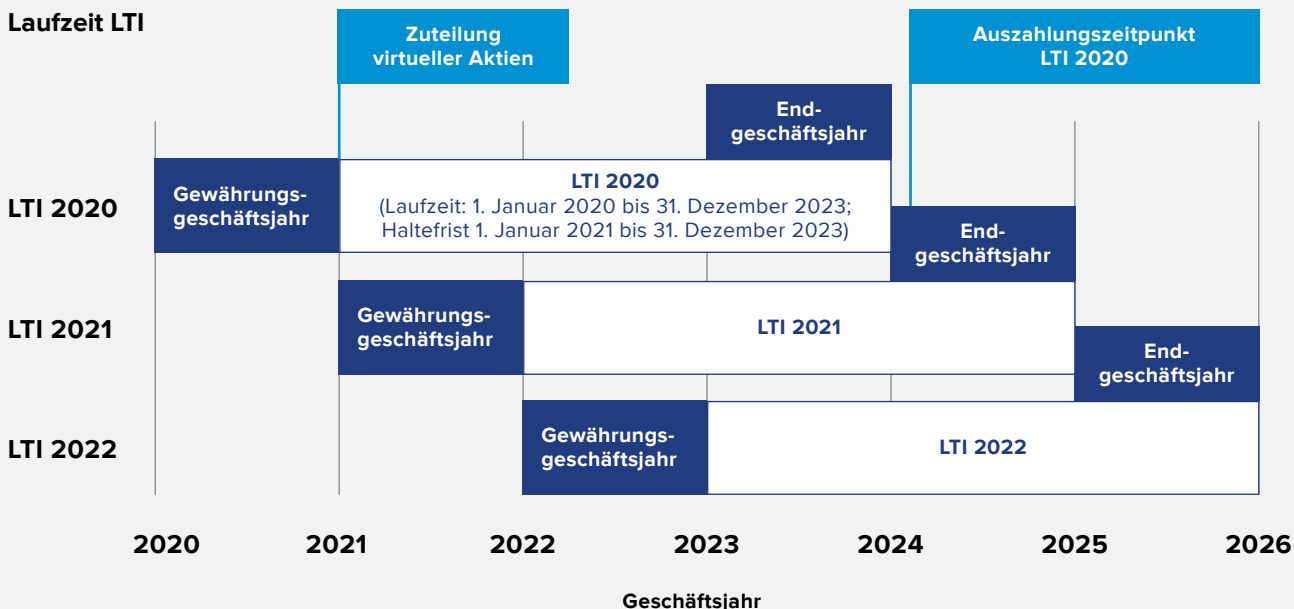 Laufzeit LTI
Zuteilung
virtueller Aktien
Auszahlungszeitpunkt
LTI 2020
End-
geschäftsjahr
LTI 2020
Gewährungs-
geschäftsjahr
LTI 2020
(Laufzeit: 1. Januar 2020 bis 31. Dezember 2023;
Haltefrist 1. Januar 2021 bis 31. Dezember 2023)
End-
geschäftsjahr
LTI 2021
Gewährungs-
geschäftsjahr
LTI 2021
End-
geschäftsjahr
LTI 2022
Gewährungs-
geschäftsjahr
LTI 2022
2020 2021 2022 2023 2024 2025 2026
Geschäftsjahr